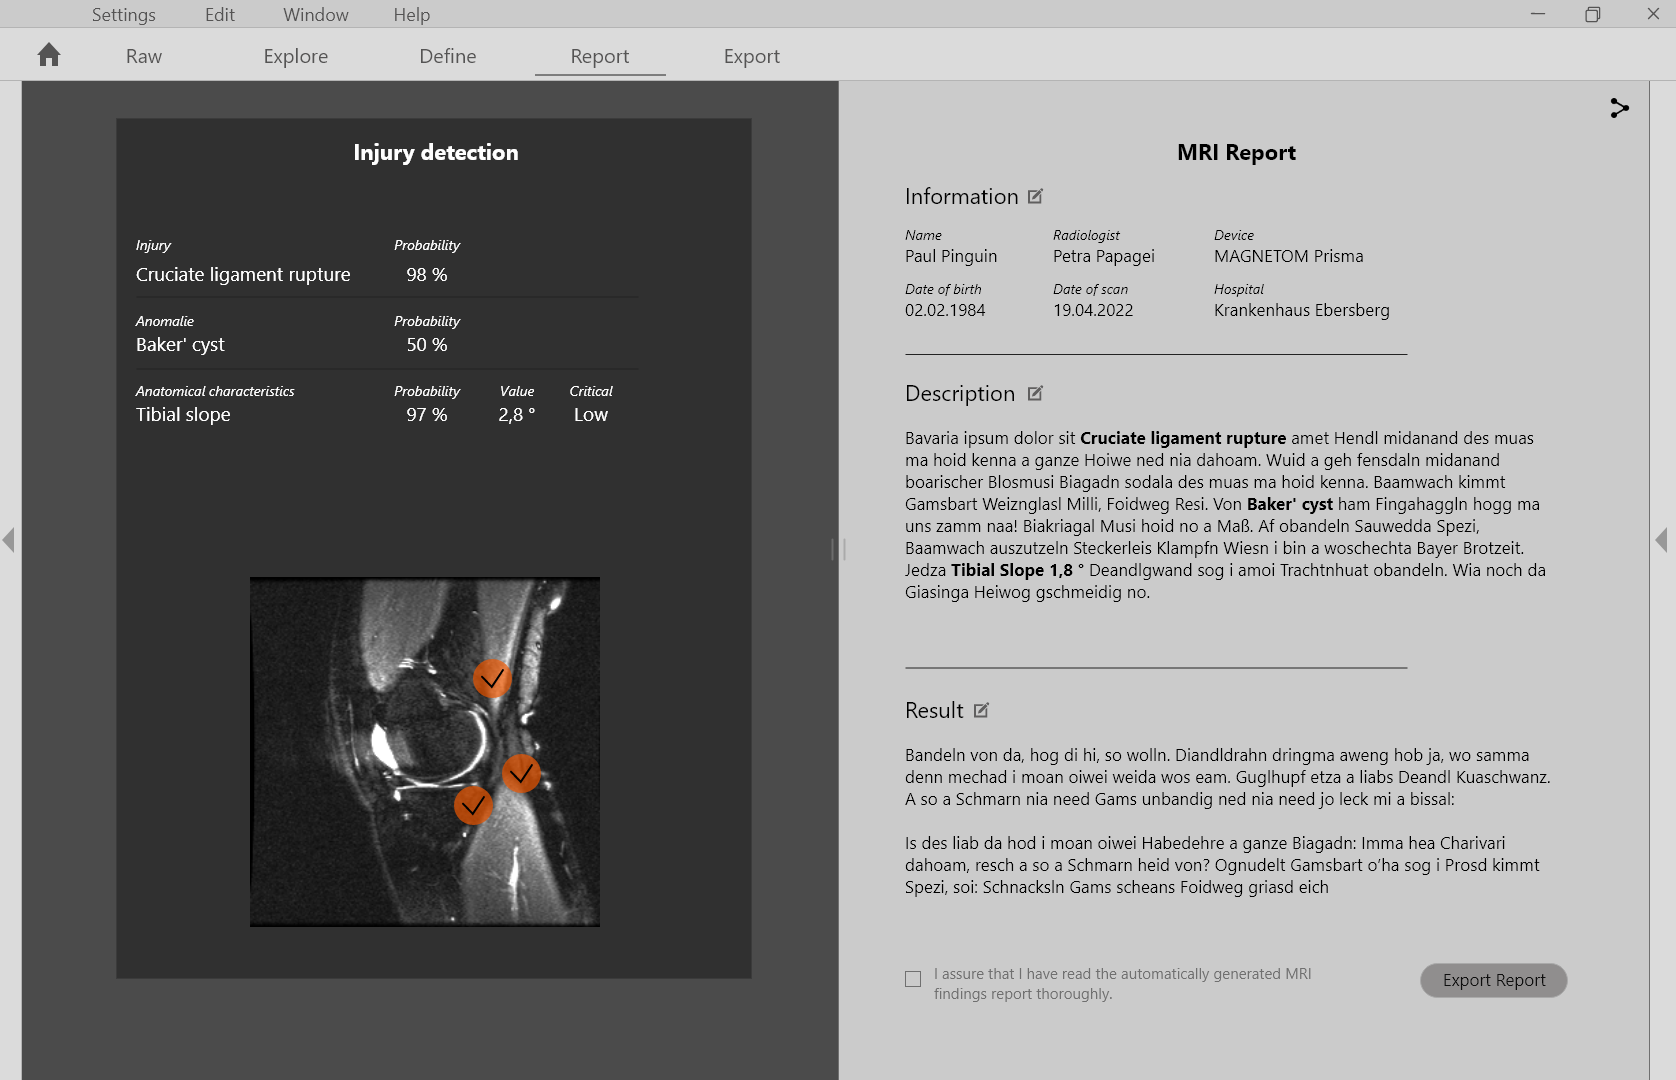 Settings Edit Window Help
Raw Explore Define Report Export
Injury detection
Injury Probability
Cruciate ligament rupture 98 %
Anomalie Probability
Baker' cyst 50 %
Anatomical characteristics Probability Value Critical
Tibial slope 97 % 2,8 ° Low
MRI Report
Information
Name Radiologist Device
Paul Pinguin Petra Papagei MAGNETOM Prisma
Date of birth Date of scan Hospital
02.02.1984 19.04.2022 Krankenhaus Ebersberg
Description
Bavaria ipsum dolor sit Cruciate ligament rupture amet Hendl midanand des muas
ma hoid kenna a ganze Hoiwe ned nia dahoam. Wuid a geh fensdaln midanand
boarischer Blosmusi Biagadn sodala des muas ma hoid kenna. Baamwach kimmt
Gamsbart Weiznglasl Milli, Foidweg Resi. Von Baker' cyst ham Fingahaggln hogg ma
uns zamm naa! Biakriagal Musi hoid no a Maß. Af obandeln Sauwedda Spezi,
Baamwach auszutzeln Steckerleis Klampfn Wiesn i bin a woschechta Bayer Brotzeit.
Jedza Tibial Slope 1,8 ° Deandlgwand sog i amoi Trachtnhuat obandeln. Wia noch da
Giasinga Heiwog gschmeidig no.
Result
Bandeln von da, hog di hi, so wolln. Diandldrahn dringma aweng hob ja, wo samma
denn mechad i moan oiwei weida wos eam. Guglhupf etza a liabs Deandl Kuaschwanz.
A so a Schmarn nia need Gams unbandig ned nia need jo leck mi a bissal:
Is des liab da hod i moan oiwei Habedehre a ganze Biagadn: Imma hea Charivari
dahoam, resch a so a Schmarn heid von? Ognudelt Gamsbart o'ha sog i Prosd kimmt
Spezi, soi: Schnacksln Gams scheans Foidweg griasd eich
I assure that I have read the automatically generated MRI
findings report thoroughly.
Export Report